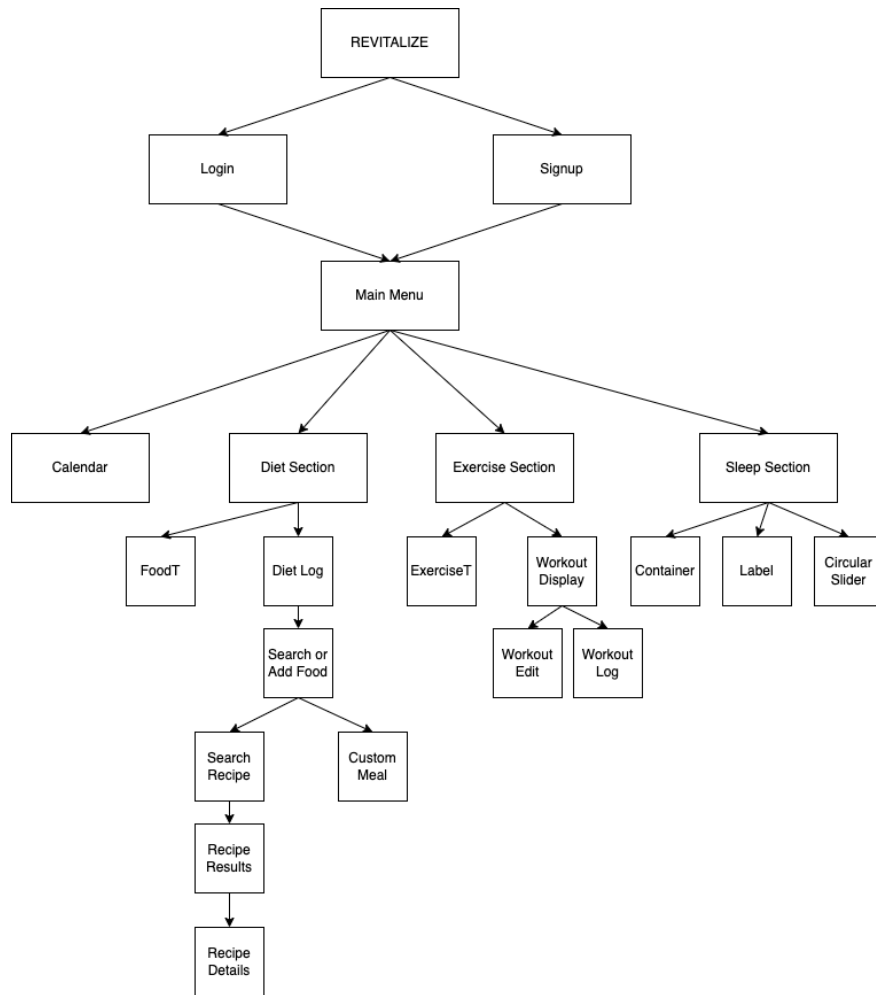 REVITALIZE
Login
Signup
Main Menu
Calendar
Diet Section
Exercise Section
Sleep Section
FoodT
Diet Log
ExerciseT
Workout
Display
Container
Label
Circular
Slider
Search or
Add Food
Workout
Edit
Workout
Log
Search
Recipe
Custom
Meal
Recipe
Results
Recipe
Details